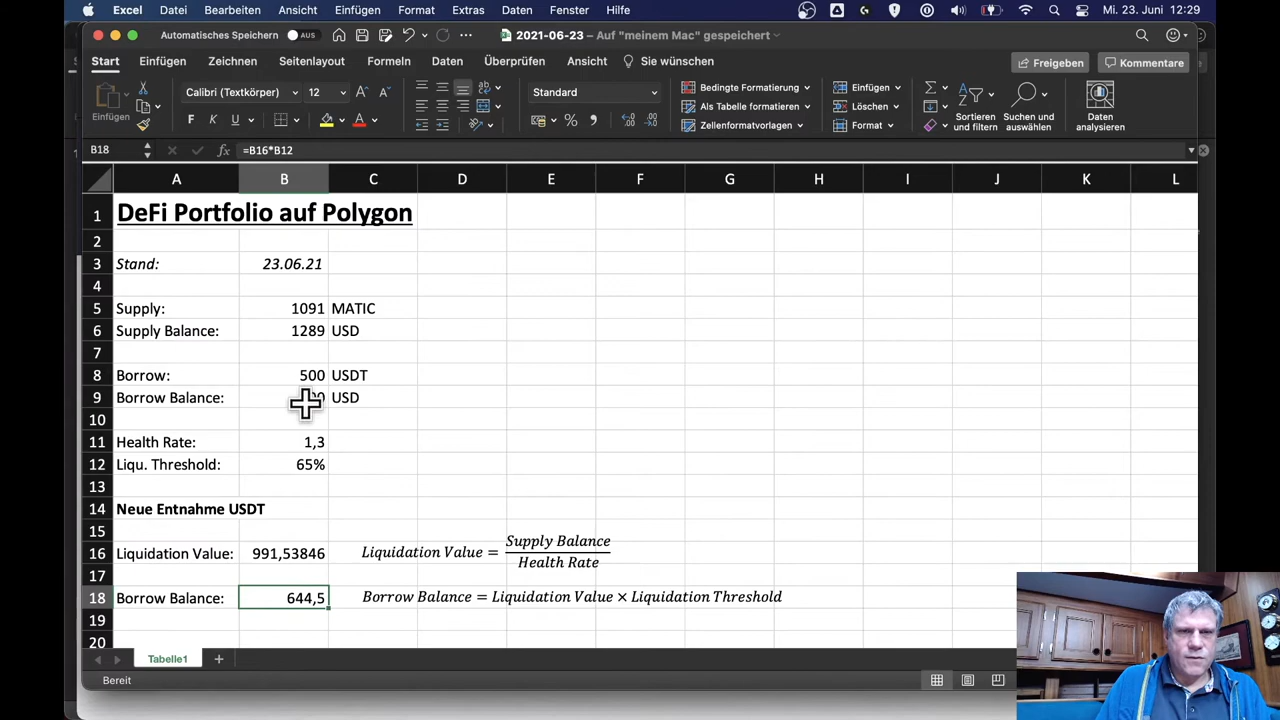 Excel Datei Bearbeiten Ansicht Einfügen Format Extras Daten Fenster Hilfe Mi. 23. Juni 12:29
Automatisches Speichern AUS 2021-06-23 – Auf "meinem Mac" gespeichert
Start Einfügen Zeichnen Seitenlayout Formeln Daten Überprüfen Ansicht Sie wünschen Freigeben Kommentare
Einfügen Calibri (Textkörper) 12 Standard Bedingte Formatierung Einfügen
Als Tabelle formatieren Löschen Sortieren und filtern Suchen und auswählen Daten analysieren
F K U Zellenformatvorlagen Format
B18 fx =B16*B12
A B C D E F G H I J K L
1 DeFi Portfolio auf Polygon
2
3 Stand: 23.06.21
4
5 Supply: 1091 MATIC
6 Supply Balance: 1289 USD
7
8 Borrow: 500 USDT
9 Borrow Balance: USD
10
11 Health Rate: 1,3
12 Liqu. Threshold: 65%
13
14 Neue Entnahme USDT
15
16 Liquidation Value: 991,53846 Liquidation Value = Supply Balance / Health Rate
17
18 Borrow Balance: 644,5 Borrow Balance = Liquidation Value × Liquidation Threshold
19
20
Tabelle1 +
Bereit